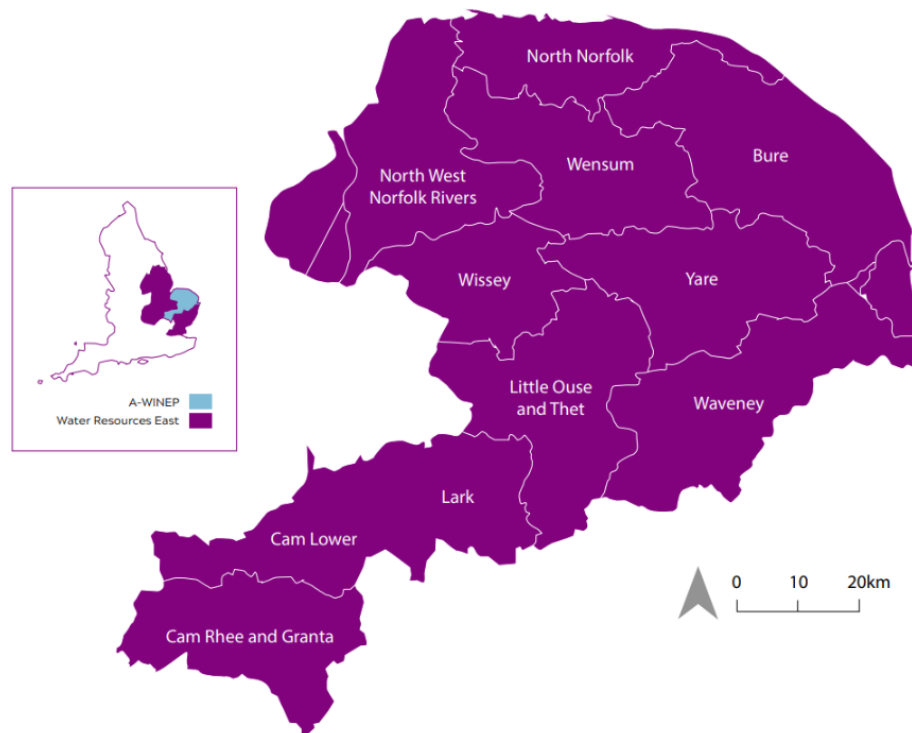 North Norfolk
Bure
Wensum
North West
Norfolk Rivers
Wissey
Yare
A-WINEP
Water Resources East
Little Ouse
and Thet
Waveney
Lark
Cam Lower
0 10 20km
Cam Rhee and Granta